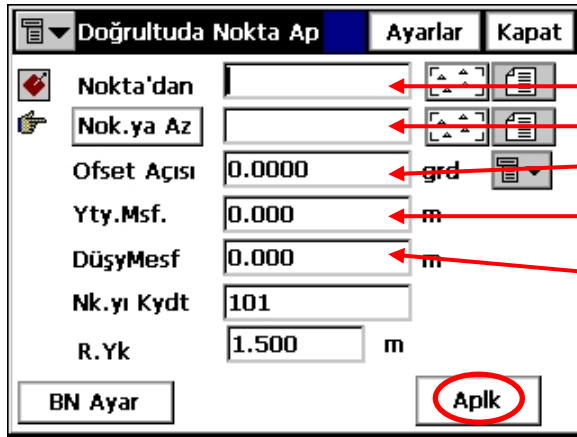 Doğrultuda Nokta Ap Ayarlar Kapat
Nokta'dan
Nok.ya Az
Ofset Açısı 0.0000 grd
Yty.Msf. 0.000 m
DüşyMesf 0.000 m
Nk.yı Kydt 101
R.Yk 1.500 m
BN Ayar Aplk